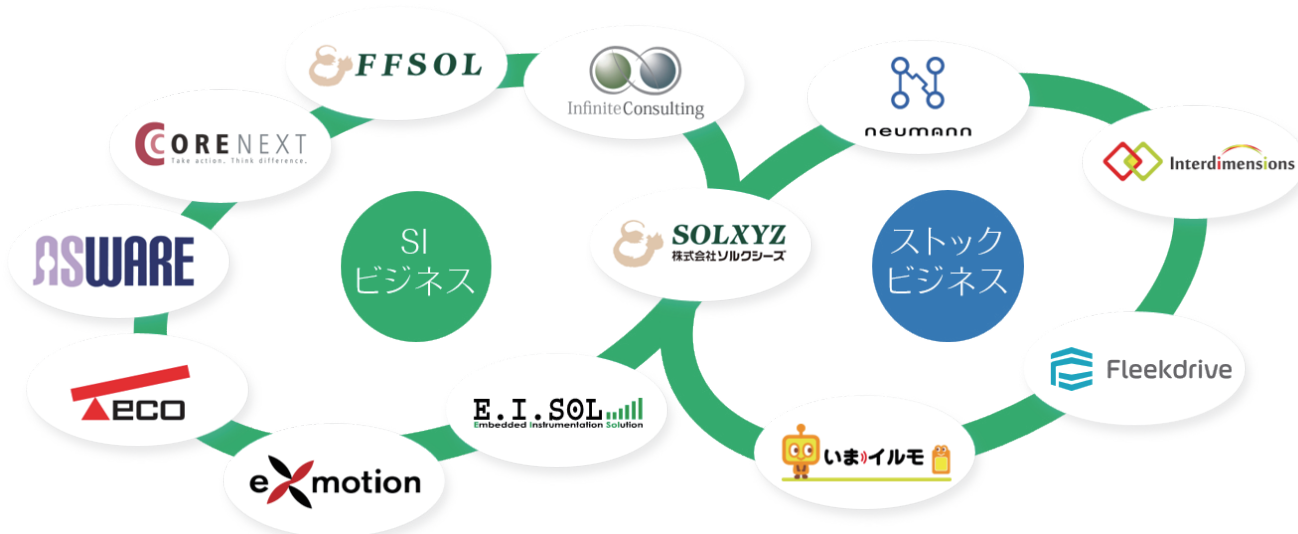 FFSOL
InfiniteConsulting
neumann
CORENEXT
Take action. Think difference.
Interdimensions
SI
ビジネス
SOLXYZ
株式会社ソルクシーズ
ストック
ビジネス
ASWARE
eco
Fleekdrive
E.I.SOL
Embedded Instrumentation Solution
eXmotion
いまイルモ